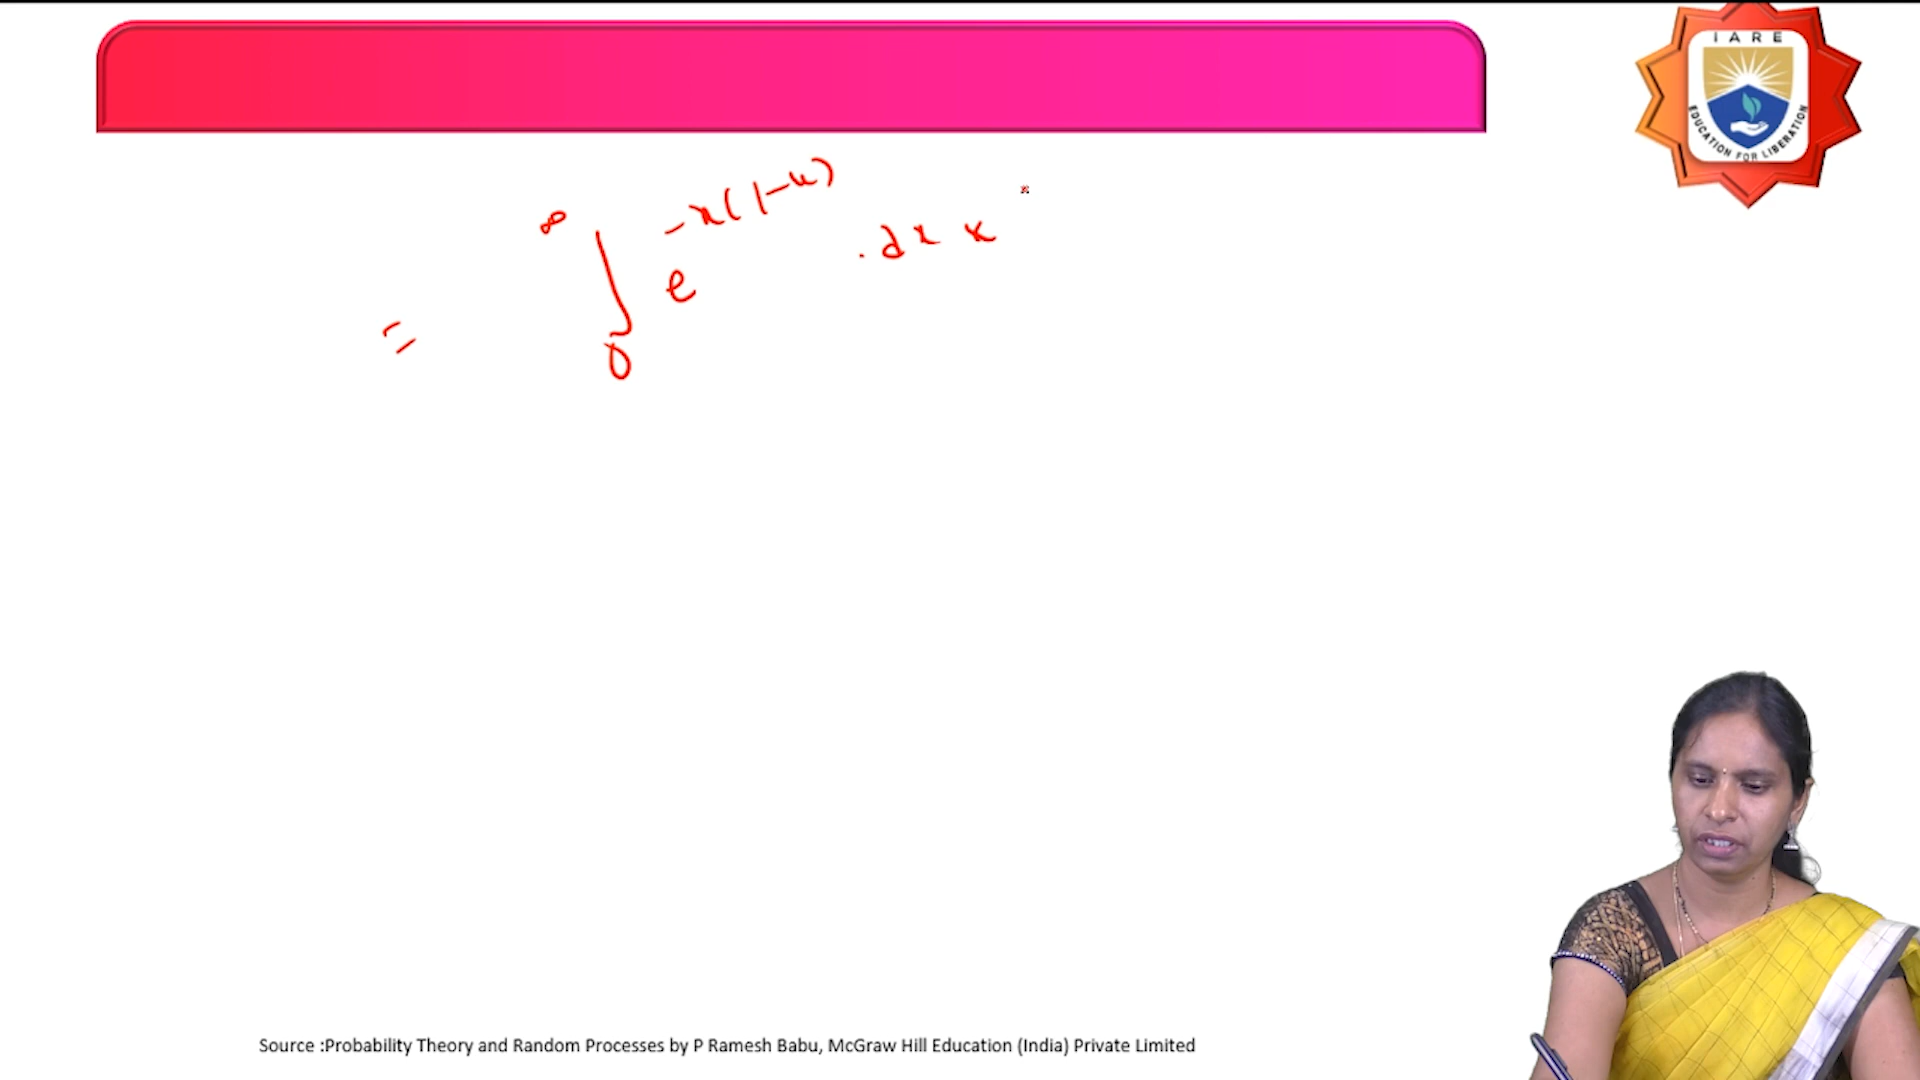 IARE
EDUCATION FOR LIBERATION
= ∫₀^∞ e^{-x(1-u)} . dx x
Source :Probability Theory and Random Processes by P Ramesh Babu, McGraw Hill Education (India) Private Limited